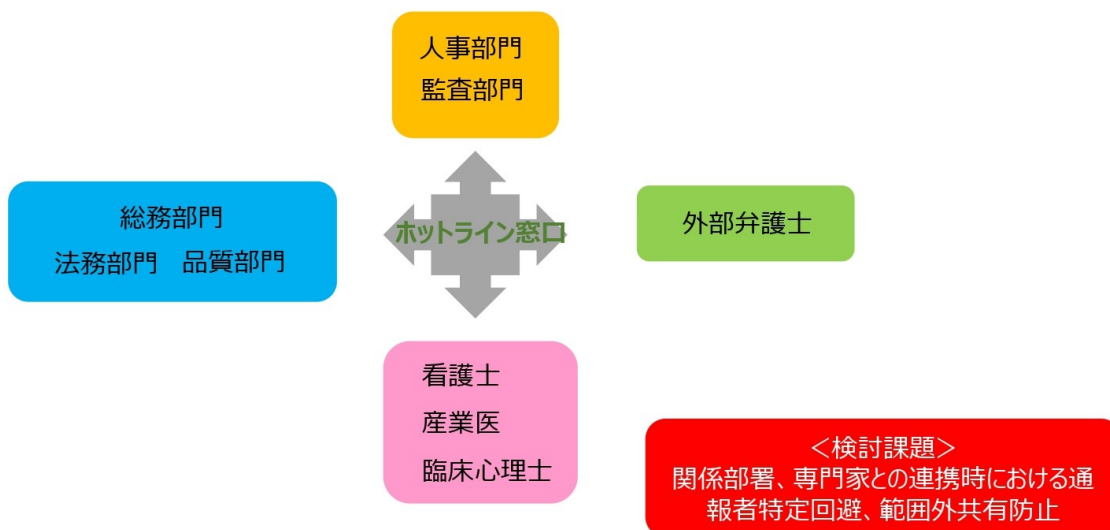 人事部門
監査部門
総務部門
法務部門　品質部門
ホットライン窓口
外部弁護士
看護士
産業医
臨床心理士
＜検討課題＞
関係部署、専門家との連携時における通
報者特定回避、範囲外共有防止